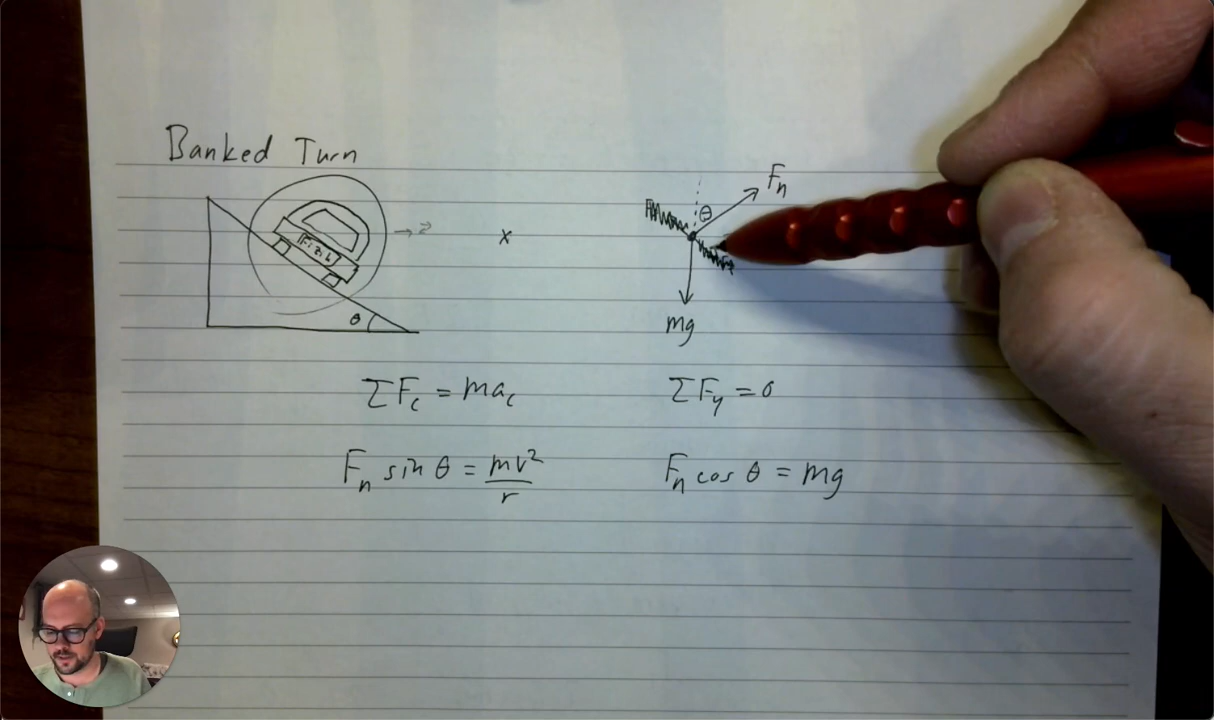 Banked Turn
Fn
θ
x
θ
mg
ΣFc = mac
ΣFy = 0
Fn sin θ = mv²/r
Fn cos θ = mg